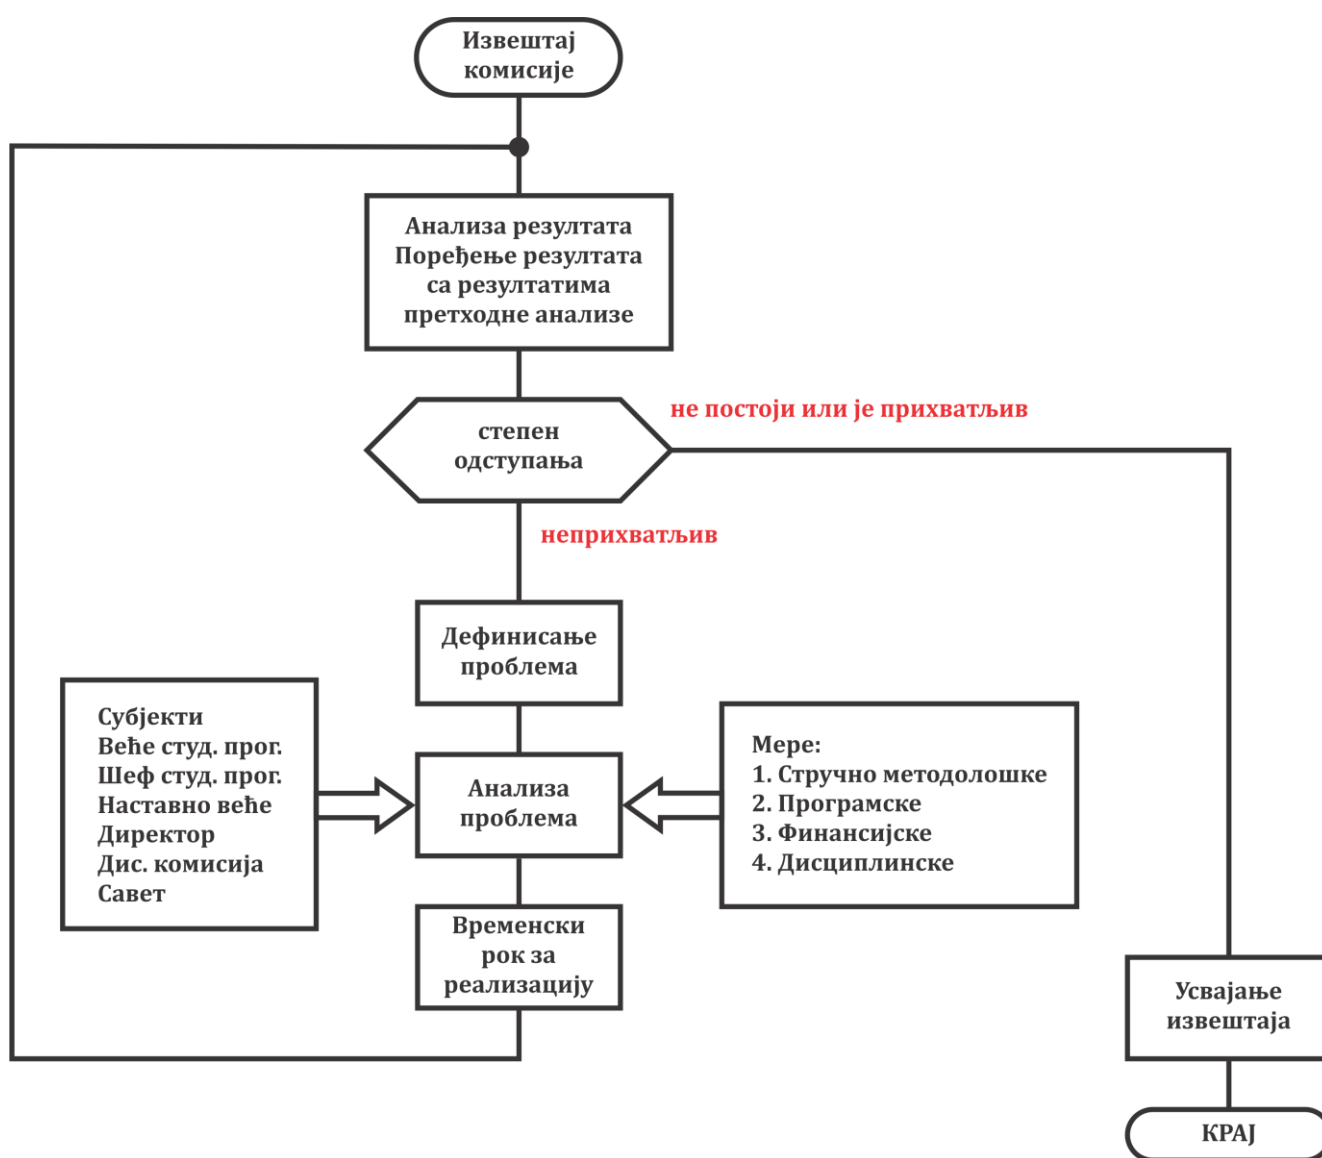 Извештај
комисије
Анализа резултата
Поређење резултата
са резултатима
претходне анализе
степен
одступања
не постоји или је прихватљив
неприхватљив
Дефинисање
проблема
Субјекти
Веће студ. прог.
Шеф студ. прог.
Наставно веће
Директор
Дис. комисија
Савет
Анализа
проблема
Мере:
1. Стручно методолошке
2. Програмске
3. Финансијске
4. Дисциплинске
Временски
рок за
реализацију
Усвајање
извештаја
КРАЈ